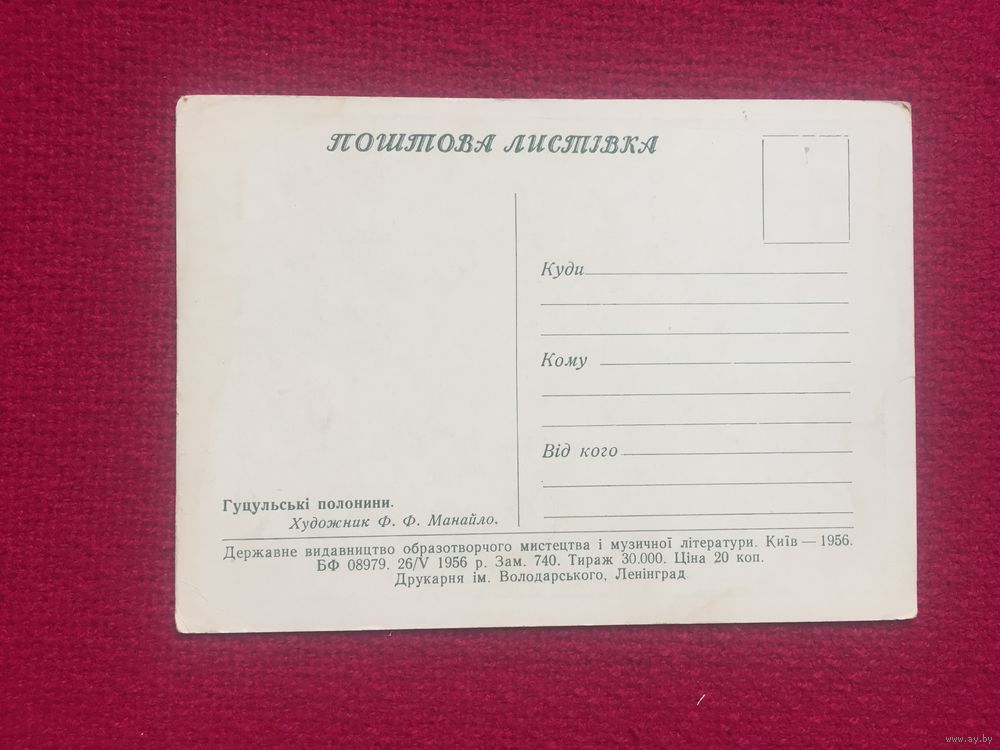 ПОШТОВА ЛИСТІВКА
Куди
Кому
Від кого
Гуцульські полонини.
Художник Ф. Ф. Манайло.
Державне видавництво образотворчого мистецтва і музичної літератури. Київ — 1956.
БФ 08979. 26/V 1956 р. Зам. 740. Тираж 30.000. Ціна 20 коп.
Друкарня ім. Володарського, Ленінград
www.ay.by